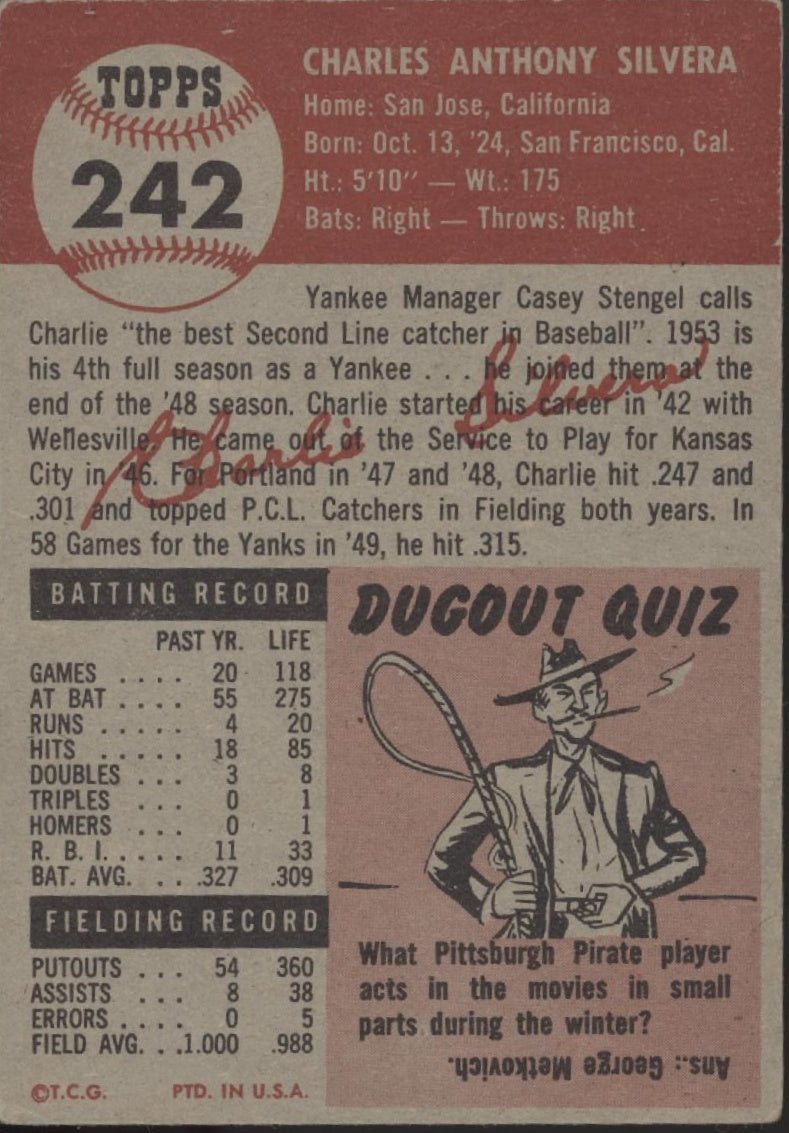 TOPPS
242
CHARLES ANTHONY SILVERA
Home: San Jose, California
Born: Oct. 13, '24, San Francisco, Cal.
Ht.: 5'10" — Wt.: 175
Bats: Right — Throws: Right.
Yankee Manager Casey Stengel calls
Charlie "the best Second Line catcher in Baseball". 1953 is
his 4th full season as a Yankee . . . he joined them at the
end of the '48 season. Charlie started his career in '42 with
Wellesville. He came out of the Service to Play for Kansas
City in '46. For Portland in '47 and '48, Charlie hit .247 and
.301 and topped P.C.L. Catchers in Fielding both years. In
58 Games for the Yanks in '49, he hit .315.
Charlie Silvera
BATTING RECORD
PAST YR. LIFE
GAMES . . . . 20 118
AT BAT . . . . 55 275
RUNS . . . . . 4 20
HITS . . . . . 18 85
DOUBLES . . . 3 8
TRIPLES . . . 0 1
HOMERS . . . 0 1
R. B. I. . . . . . 11 33
BAT. AVG. . . .327 .309
FIELDING RECORD
PUTOUTS . . . 54 360
ASSISTS . . . 8 38
ERRORS . . . . 0 5
FIELD AVG. . .1.000 .988
©T.C.G. PTD. IN U.S.A.
DUGOUT QUIZ
What Pittsburgh Pirate player
acts in the movies in small
parts during the winter?
Ans.: George Metkovich.